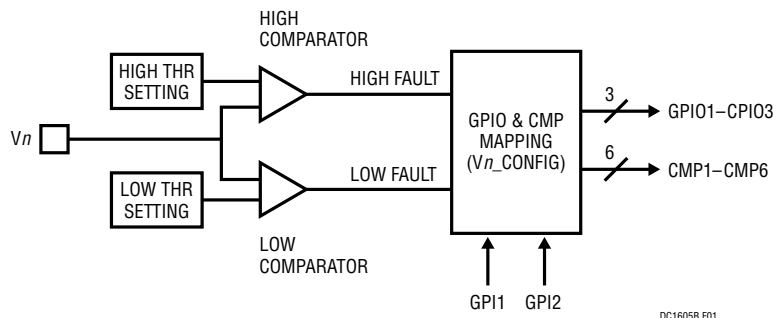 HIGH
COMPARATOR
HIGH THR
SETTING
HIGH FAULT
Vn
GPIO & CMP
MAPPING
(Vn_CONFIG)
3
GPIO1–CPIO3
6
CMP1–CMP6
LOW THR
SETTING
LOW FAULT
LOW
COMPARATOR
GPI1
GPI2
DC1605B F01